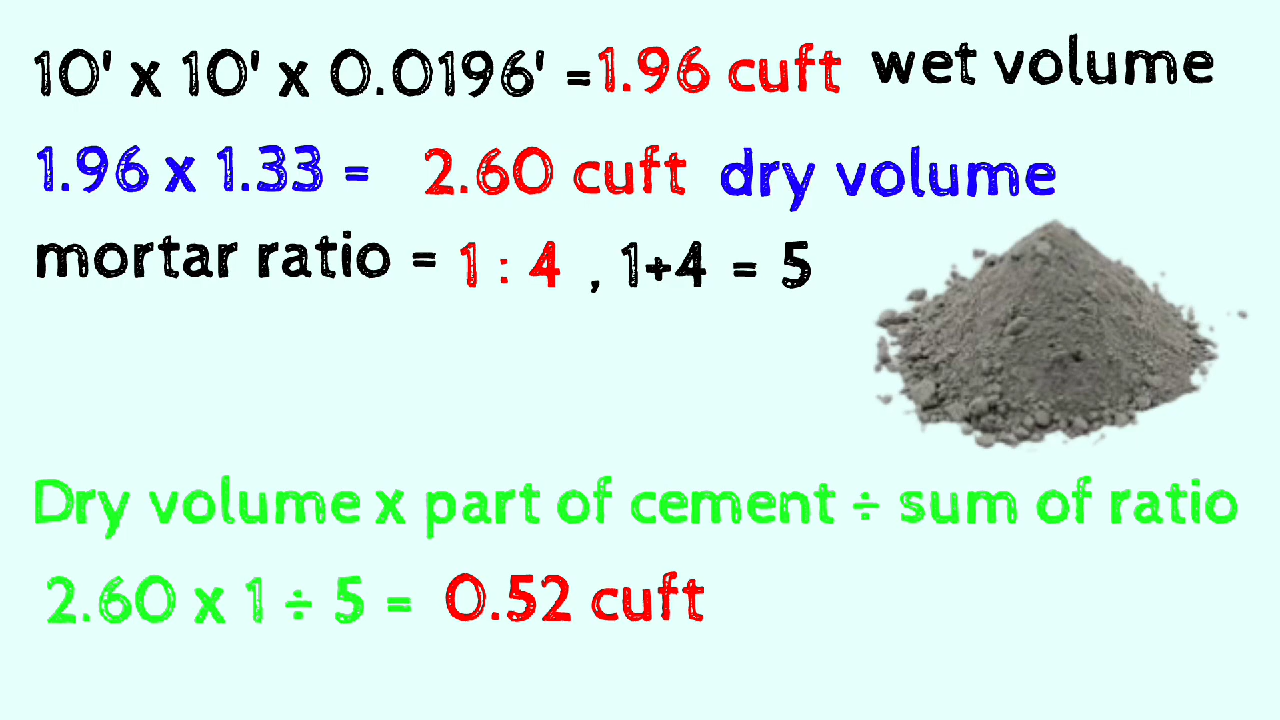 10' x 10' x 0.0196' = 1.96 cuft wet volume
1.96 x 1.33 = 2.60 cuft dry volume
mortar ratio = 1 : 4 , 1+4 = 5
Dry volume x part of cement ÷ sum of ratio
2.60 x 1 ÷ 5 = 0.52 cuft